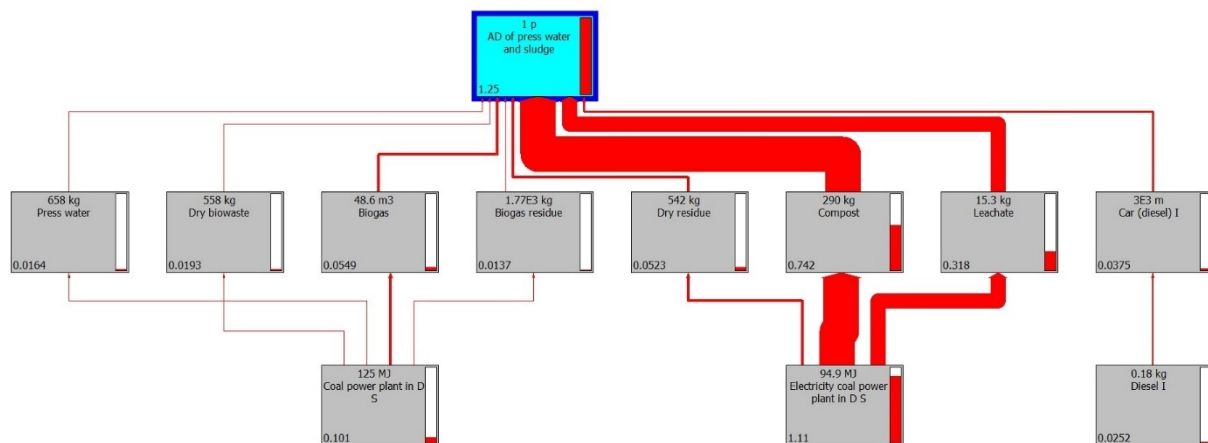 1 p
AD of press water
and sludge
1.25
658 kg
Press water
0.0164
558 kg
Dry biowaste
0.0193
48.6 m3
Biogas
0.0549
1.77E3 kg
Biogas residue
0.0137
542 kg
Dry residue
0.0523
290 kg
Compost
0.742
15.3 kg
Leachate
0.318
3E3 m
Car (diesel) I
0.0375
125 MJ
Coal power plant in D
S
0.101
94.9 MJ
Electricity coal power
plant in D S
1.11
0.18 kg
Diesel I
0.0252